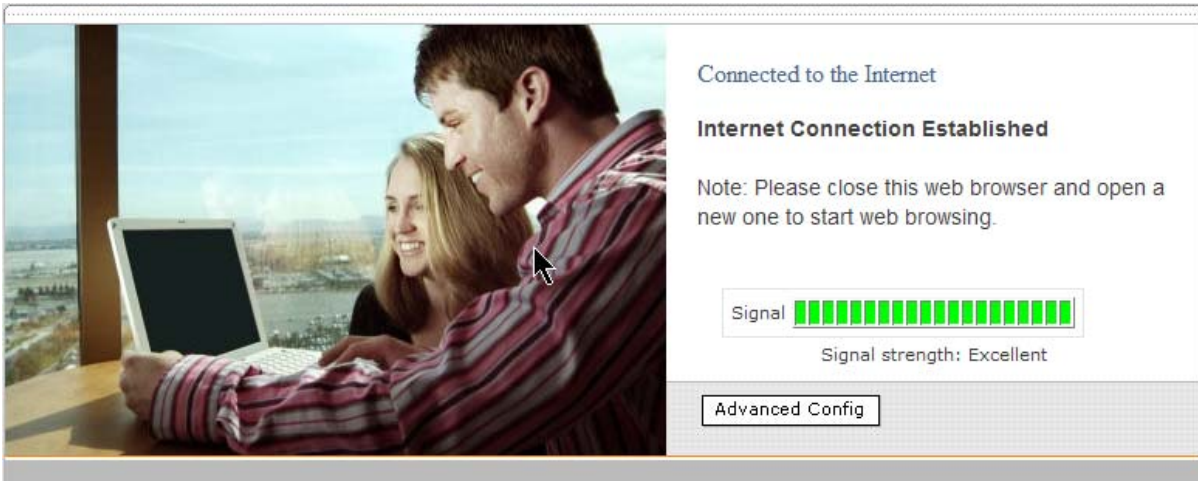 Connected to the Internet
Internet Connection Established
Note: Please close this web browser and open a
new one to start web browsing.
Signal
Signal strength: Excellent
Advanced Config